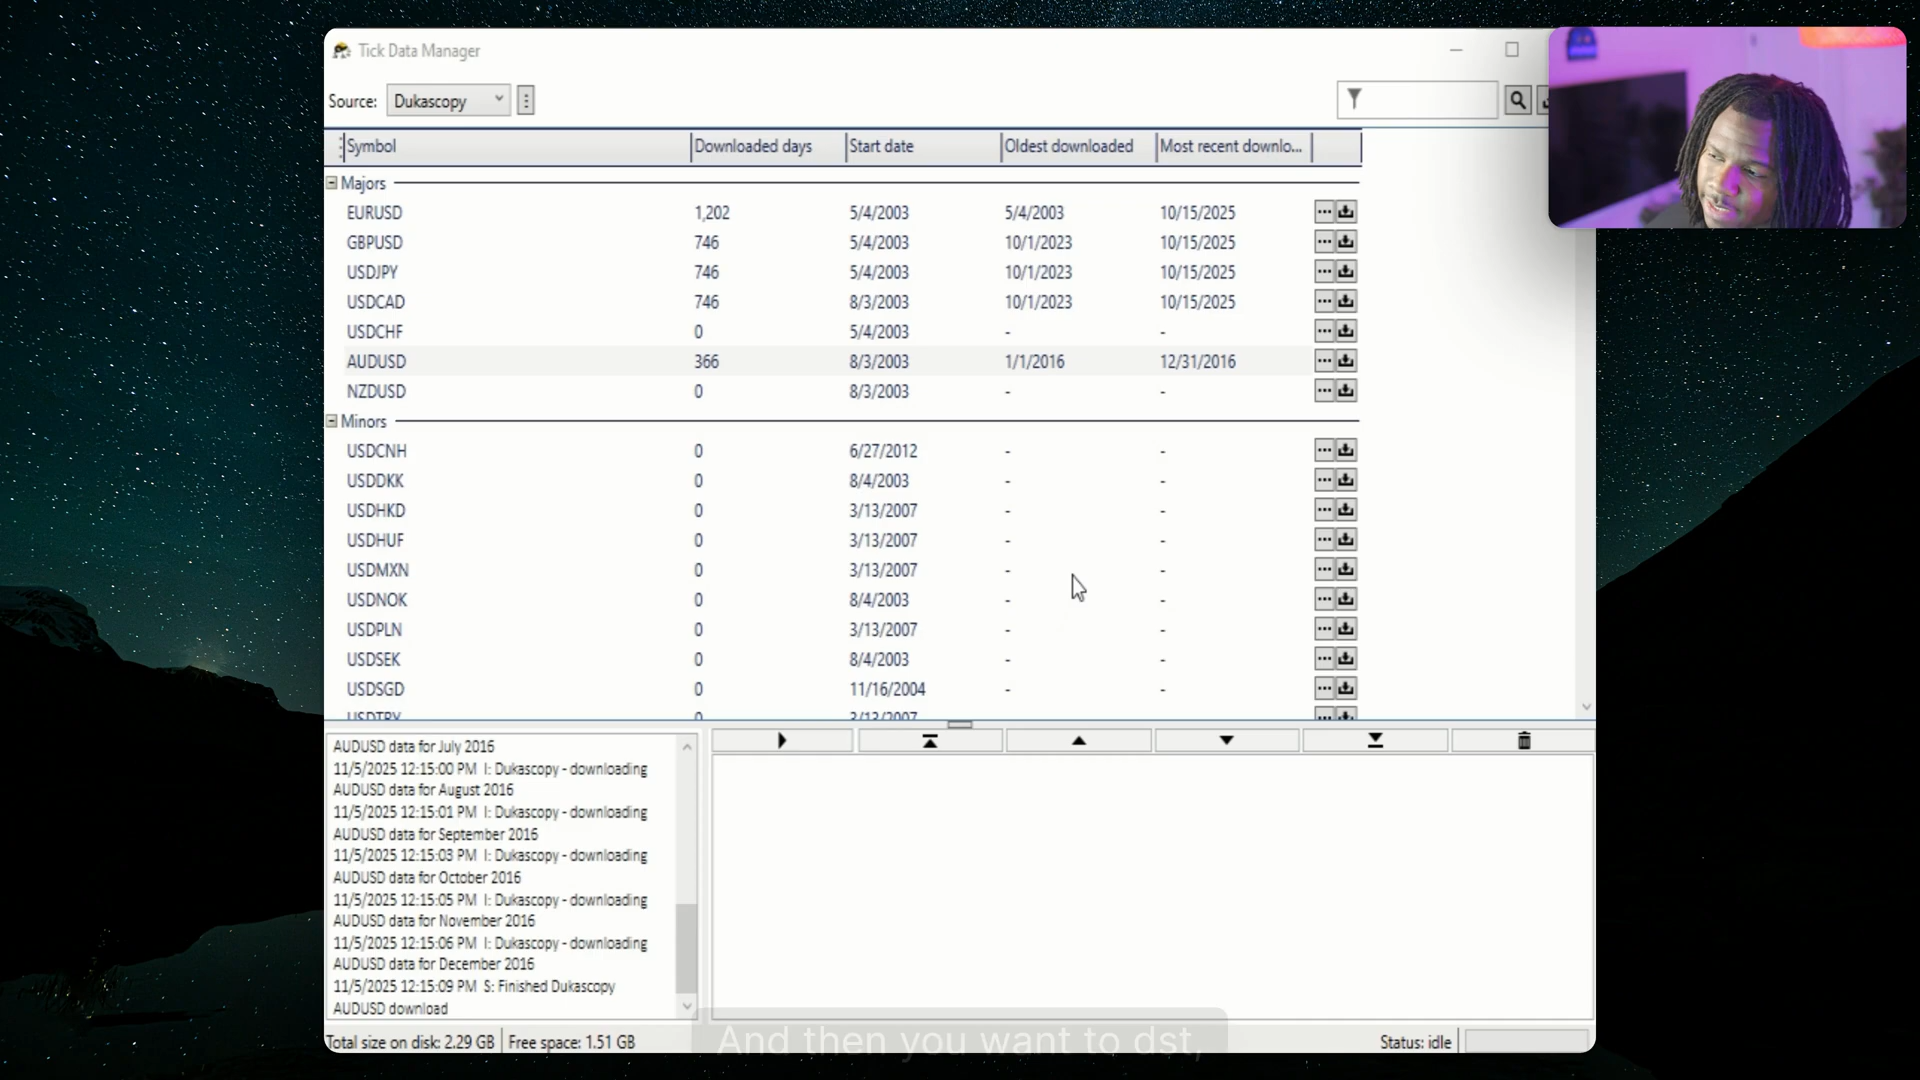 Tick Data Manager
Source: Dukascopy
Symbol Downloaded days Start date Oldest downloaded Most recent downlo...
Majors
EURUSD 1,202 5/4/2003 5/4/2003 10/15/2025
GBPUSD 746 5/4/2003 10/1/2023 10/15/2025
USDJPY 746 5/4/2003 10/1/2023 10/15/2025
USDCAD 746 8/3/2003 10/1/2023 10/15/2025
USDCHF 0 5/4/2003 - -
AUDUSD 366 8/3/2003 1/1/2016 12/31/2016
NZDUSD 0 8/3/2003 - -
Minors
USDCNH 0 6/27/2012 - -
USDDKK 0 8/4/2003 - -
USDHKD 0 3/13/2007 - -
USDHUF 0 3/13/2007 - -
USDMXN 0 3/13/2007 - -
USDNOK 0 8/4/2003 - -
USDPLN 0 3/13/2007 - -
USDSEK 0 8/4/2003 - -
USDSGD 0 11/16/2004 - -
USDTRY 0 3/13/2007
AUDUSD data for July 2016
11/5/2025 12:15:00 PM I: Dukascopy - downloading
AUDUSD data for August 2016
11/5/2025 12:15:01 PM I: Dukascopy - downloading
AUDUSD data for September 2016
11/5/2025 12:15:03 PM I: Dukascopy - downloading
AUDUSD data for October 2016
11/5/2025 12:15:05 PM I: Dukascopy - downloading
AUDUSD data for November 2016
11/5/2025 12:15:06 PM I: Dukascopy - downloading
AUDUSD data for December 2016
11/5/2025 12:15:09 PM S: Finished Dukascopy
AUDUSD download
Total size on disk: 2.29 GB Free space: 1.51 GB Status: idle
And then you want to dst,